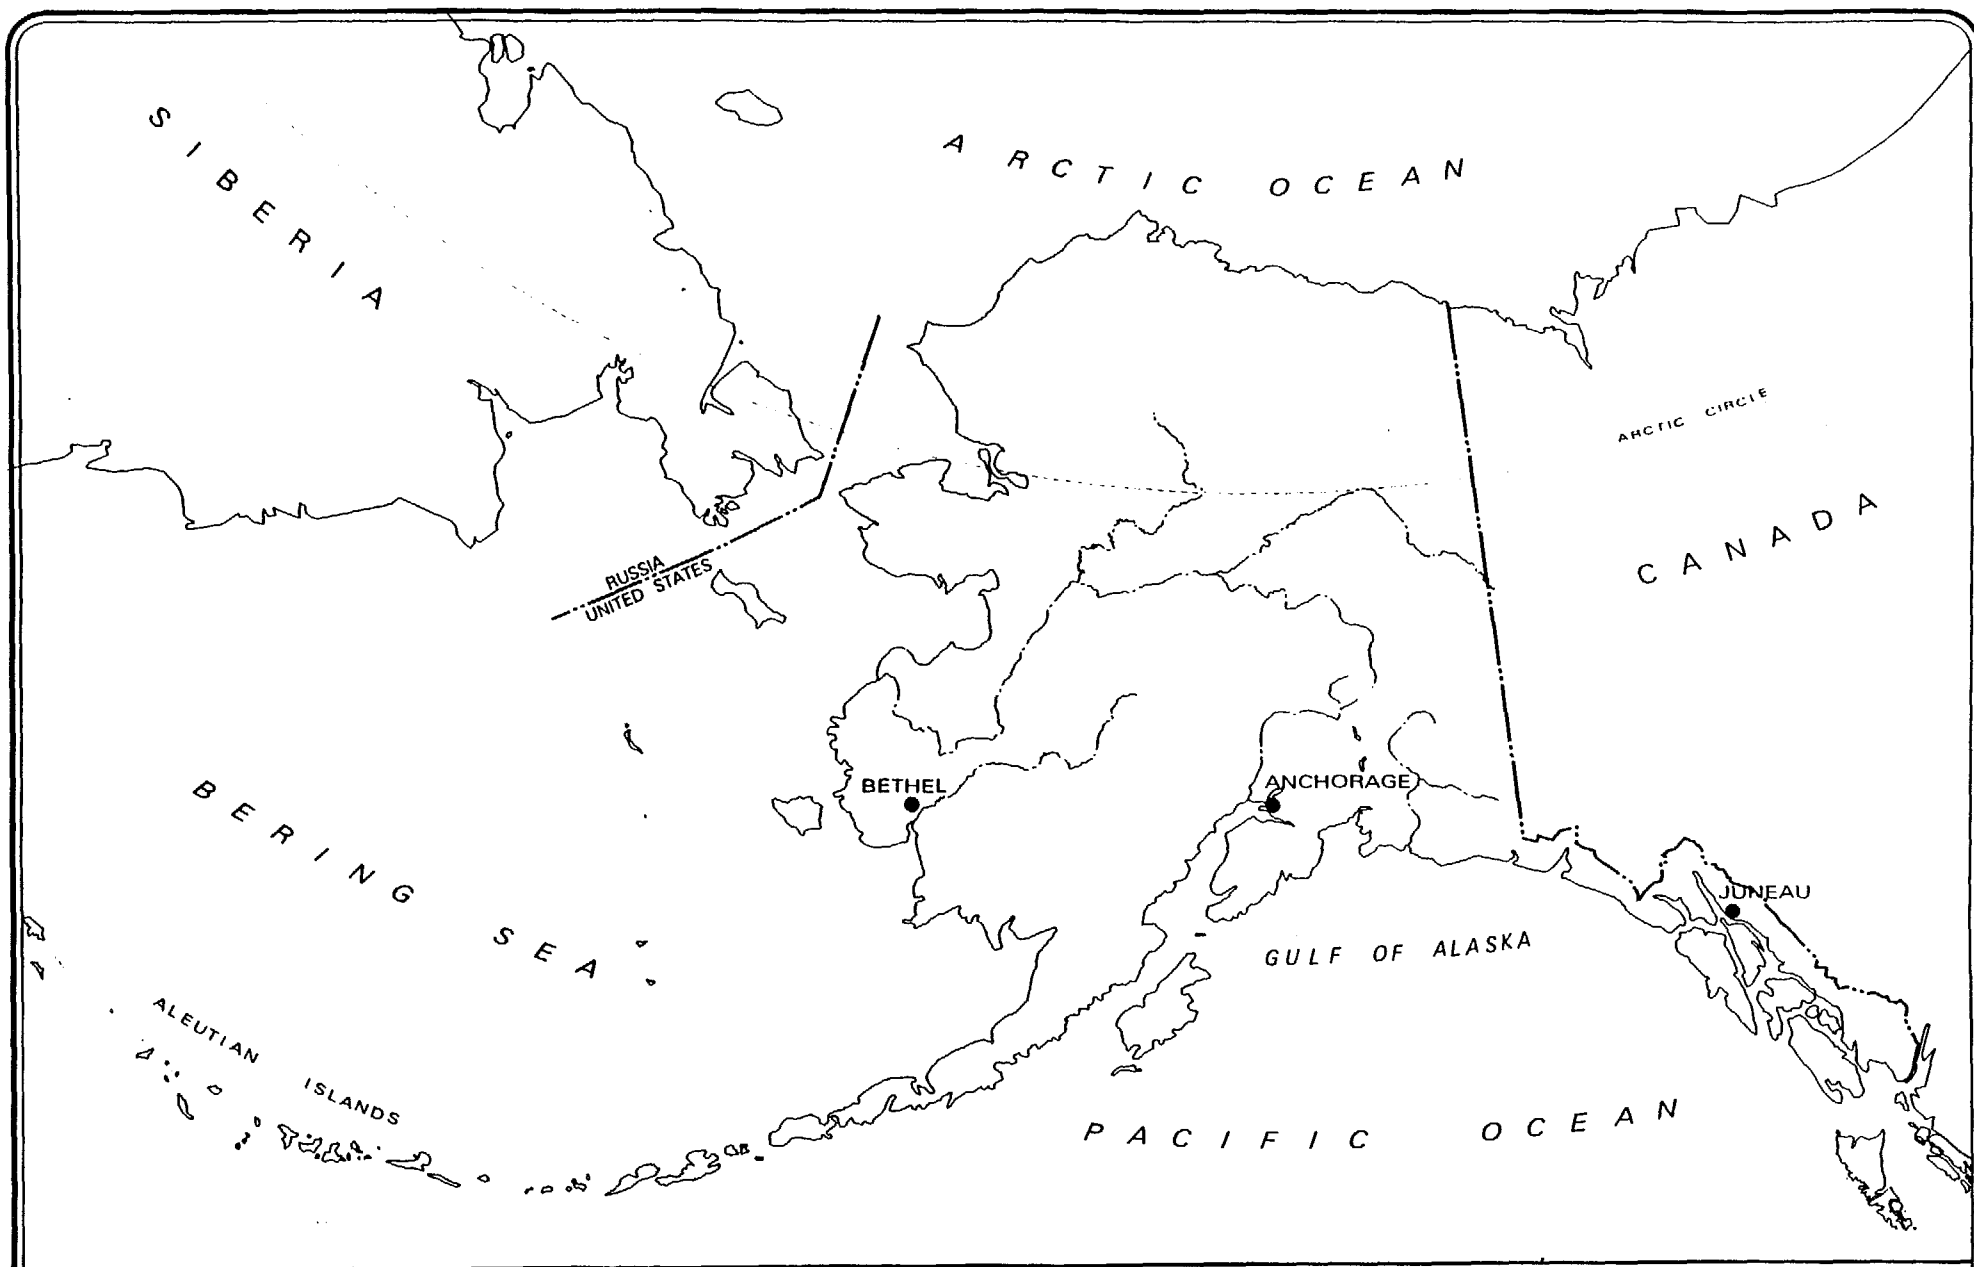 SIBERIA
ARCTIC OCEAN
ARCTIC CIRCLE
CANADA
RUSSIA
UNITED STATES
BETHEL
ANCHORAGE
JUNEAU
BERING SEA
GULF OF ALASKA
ALEUTIAN ISLANDS
PACIFIC OCEAN